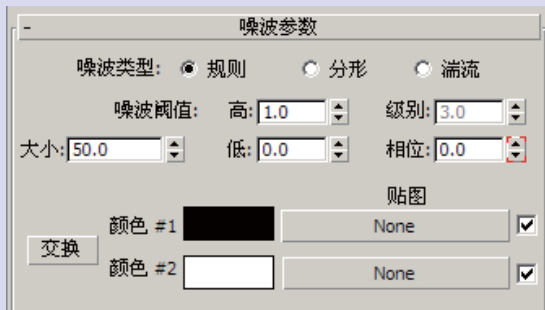 - 噪波参数
噪波类型: 规则 分形 湍流
噪波阈值: 高: 1.0 级别: 3.0
大小: 50.0 低: 0.0 相位: 0.0
贴图
颜色 #1 None
交换
颜色 #2 None